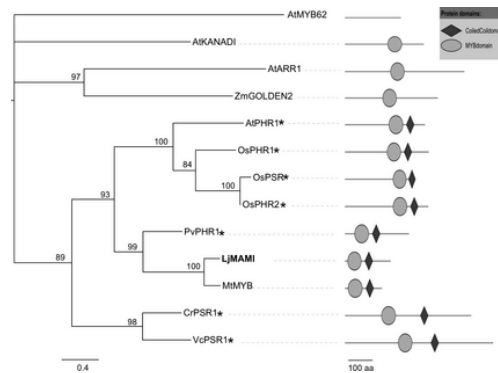 AtMYB62
Protein domains:
CoiledCoildomain
MYBdomain
AtKANADI
AtARR1
97
ZmGOLDEN2
AtPHR1*
100
OsPHR1*
84
OsPSR*
100
OsPHR2*
93
PvPHR1*
99
LjMAMI
100
MtMYB
89
CrPSR1*
98
VcPSR1*
0.4
100 aa